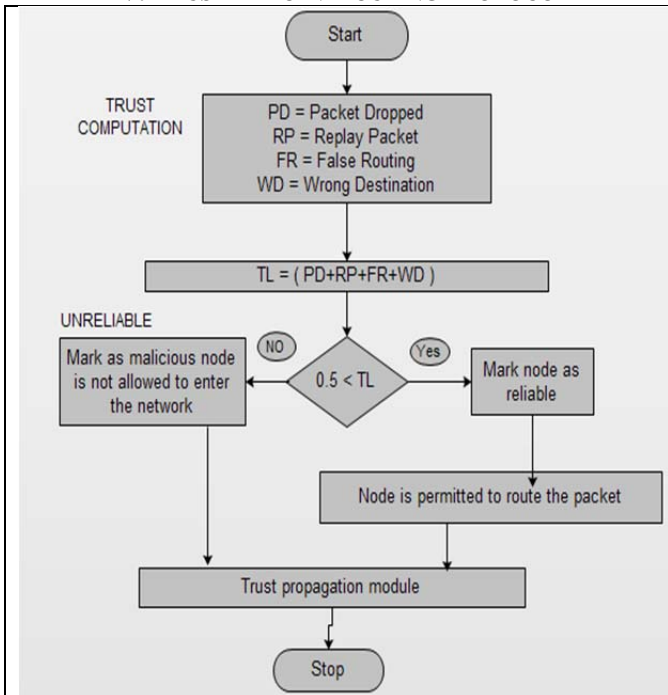 Start
TRUST
COMPUTATION
PD = Packet Dropped
RP = Replay Packet
FR = False Routing
WD = Wrong Destination
TL = ( PD+RP+FR+WD )
UNRELIABLE
NO
Yes
Mark as malicious node
is not allowed to enter
the network
0.5 < TL
Mark node as
reliable
Node is permitted to route the packet
Trust propagation module
Stop